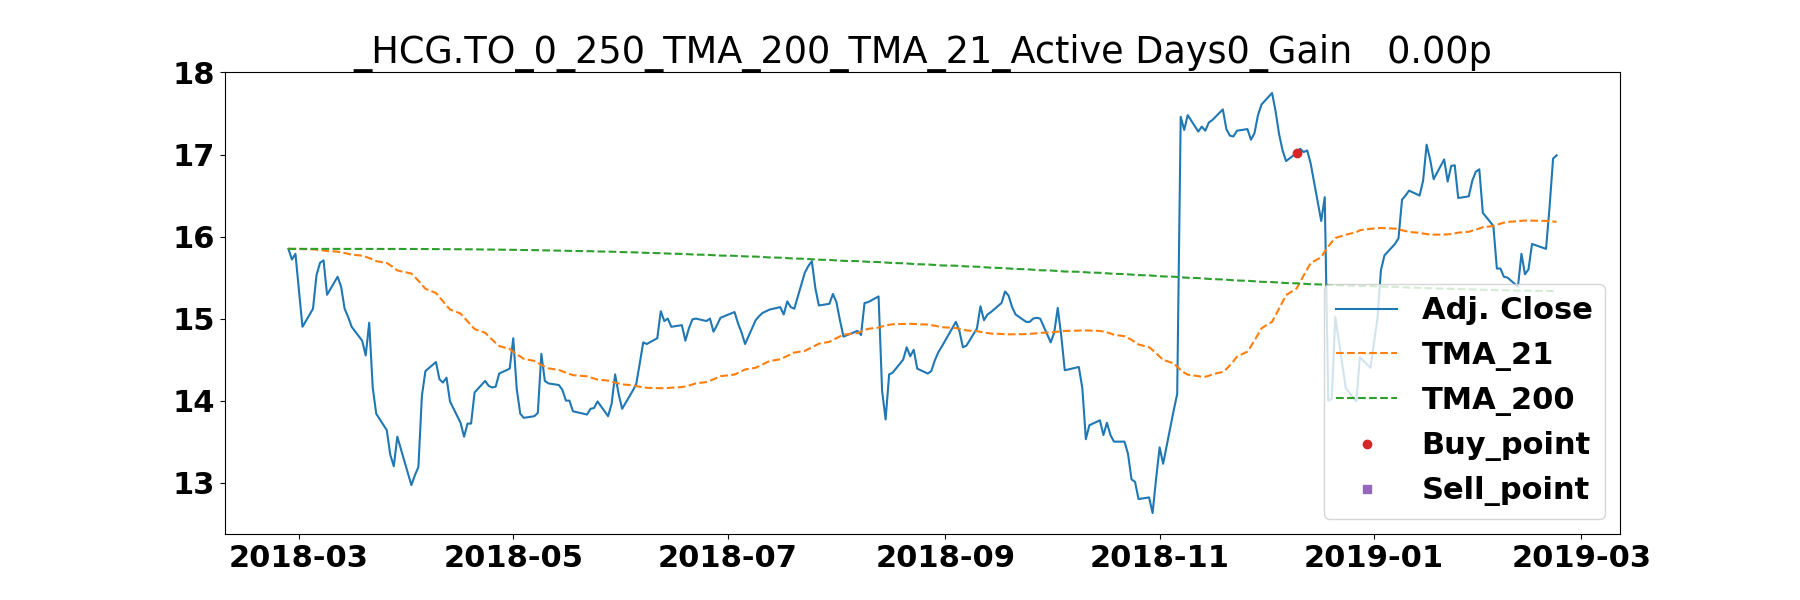 _HCG.TO_0_250_TMA_200_TMA_21_Active Days0_Gain   0.00p
18
17
16
15
14
13
2018-03 2018-05 2018-07 2018-09 2018-11 2019-01 2019-03
Adj. Close
TMA_21
TMA_200
Buy_point
Sell_point